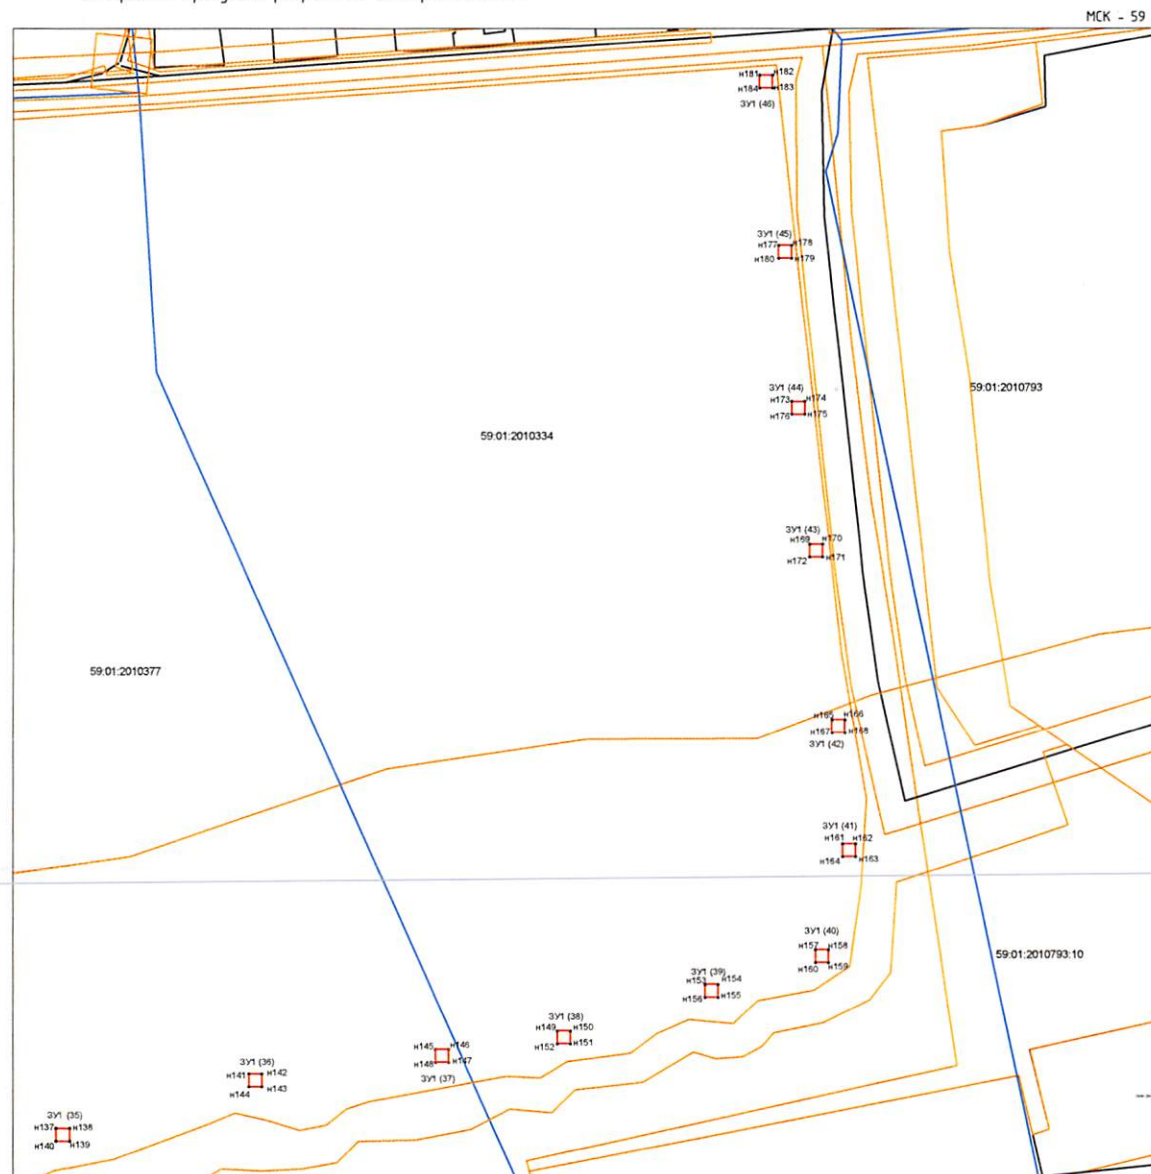 МСК - 59
н181 н182
н184 н183
ЗУ1 (46)
ЗУ1 (45)
н177 н178
н180 н179
ЗУ1 (44)
н173 н174
н176 н175
59:01:2010793
59:01:2010334
ЗУ1 (43)
н169 н170
н172 н171
59:01:2010377
н165 н166
н167 н168
ЗУ1 (42)
ЗУ1 (41)
н161 н162
н164 н163
ЗУ1 (40)
н157 н158
н160 н159
59:01:2010793:10
ЗУ1 (39)
н153 н154
н156 н155
ЗУ1 (38)
н149 н150
н152 н151
н145 н146
н148 н147
ЗУ1 (37)
ЗУ1 (36)
н141 н142
н144 н143
ЗУ1 (35)
н137 н138
н140 н139